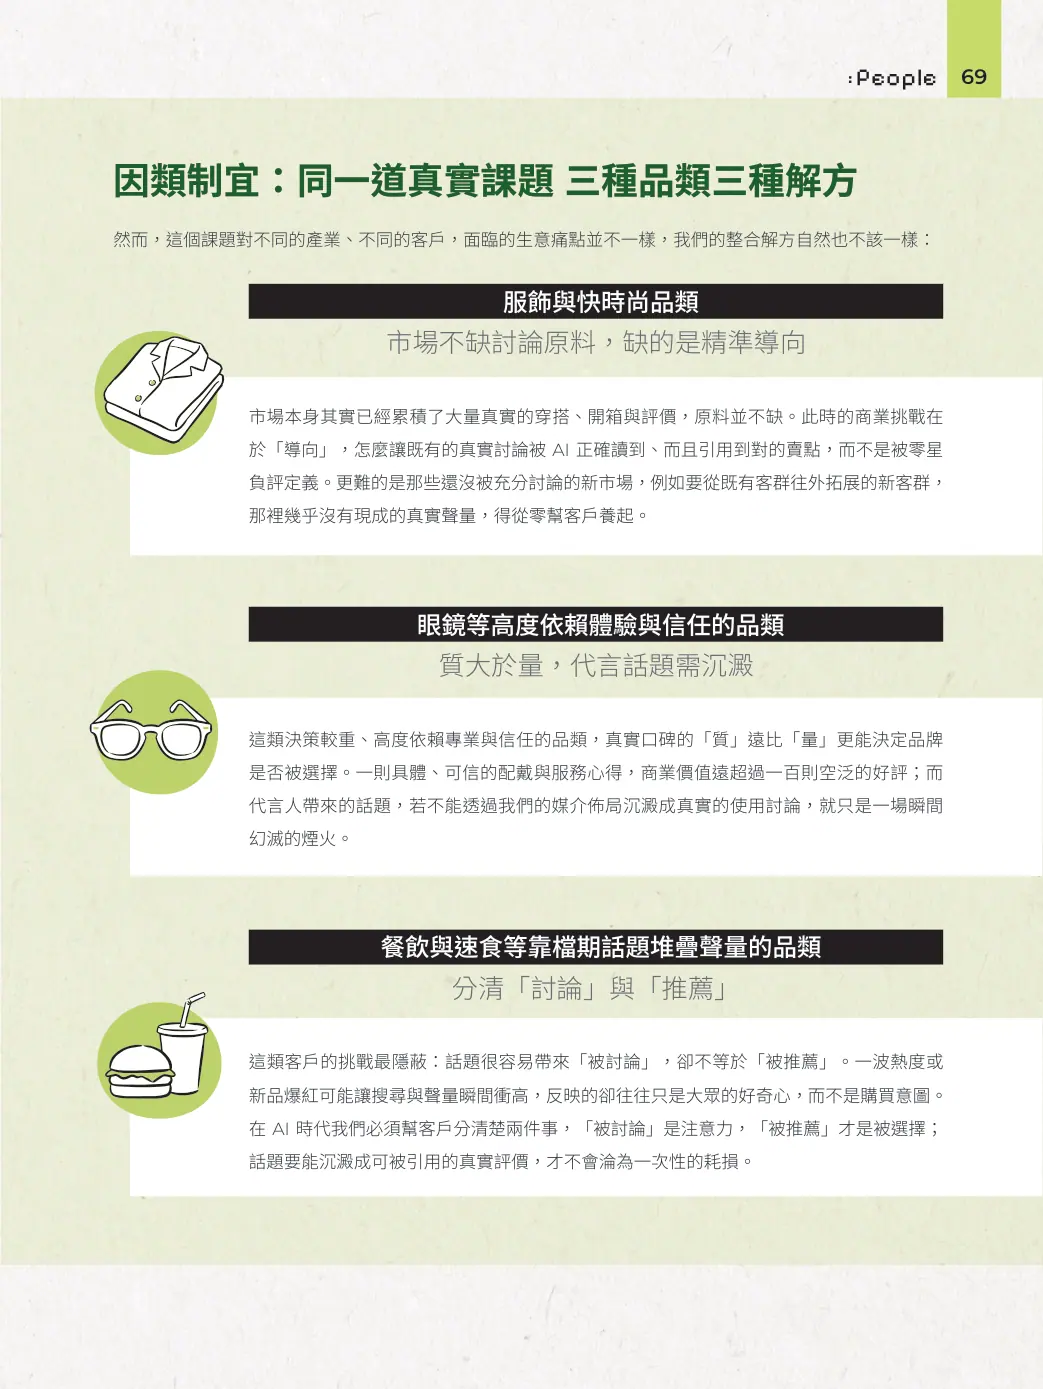 :People 69
因類制宜：同一道真實課題 三種品類三種解方
然而，這個課題對不同的產業、不同的客戶，面臨的生意痛點並不一樣，我們的整合解方自然也不該一樣：
服飾與快時尚品類
市場不缺討論原料，缺的是精準導向
市場本身其實已經累積了大量真實的穿搭、開箱與評價，原料並不缺。此時的商業挑戰在
於「導向」，怎麼讓既有的真實討論被 AI 正確讀到、而且引用到對的賣點，而不是被零星
負評定義。更難的是那些還沒被充分討論的新市場，例如要從既有客群往外拓展的新客群，
那裡幾乎沒有現成的真實聲量，得從零幫客戶養起。
眼鏡等高度依賴體驗與信任的品類
質大於量，代言話題需沉澱
這類決策較重、高度依賴專業與信任的品類，真實口碑的「質」遠比「量」更能決定品牌
是否被選擇。一則具體、可信的配戴與服務心得，商業價值遠超過一百則空泛的好評；而
代言人帶來的話題，若不能透過我們的媒介佈局沉澱成真實的使用討論，就只是一場瞬間
幻滅的煙火。
餐飲與速食等靠檔期話題堆疊聲量的品類
分清「討論」與「推薦」
這類客戶的挑戰最隱蔽：話題很容易帶來「被討論」，卻不等於「被推薦」。一波熱度或
新品爆紅可能讓搜尋與聲量瞬間衝高，反映的卻往往只是大眾的好奇心，而不是購買意圖。
在 AI 時代我們必須幫客戶分清楚兩件事，「被討論」是注意力，「被推薦」才是被選擇；
話題要能沉澱成可被引用的真實評價，才不會淪為一次性的耗損。